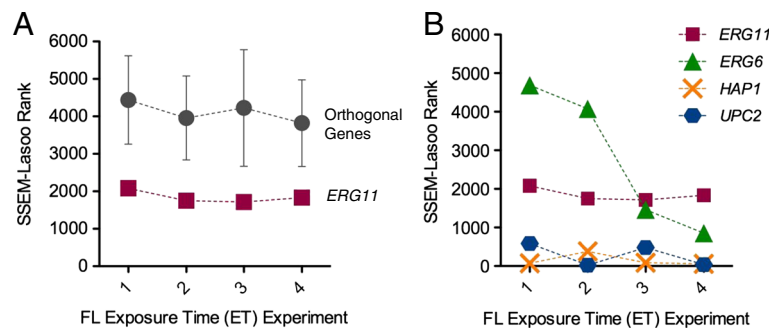 A
SSEM-Lasoo Rank
6000
5000
4000
3000
2000
1000
0
Orthogonal
Genes
ERG11
1 2 3 4
FL Exposure Time (ET) Experiment
B
SSEM-Lasoo Rank
6000
5000
4000
3000
2000
1000
0
ERG11
ERG6
HAP1
UPC2
1 2 3 4
FL Exposure Time (ET) Experiment